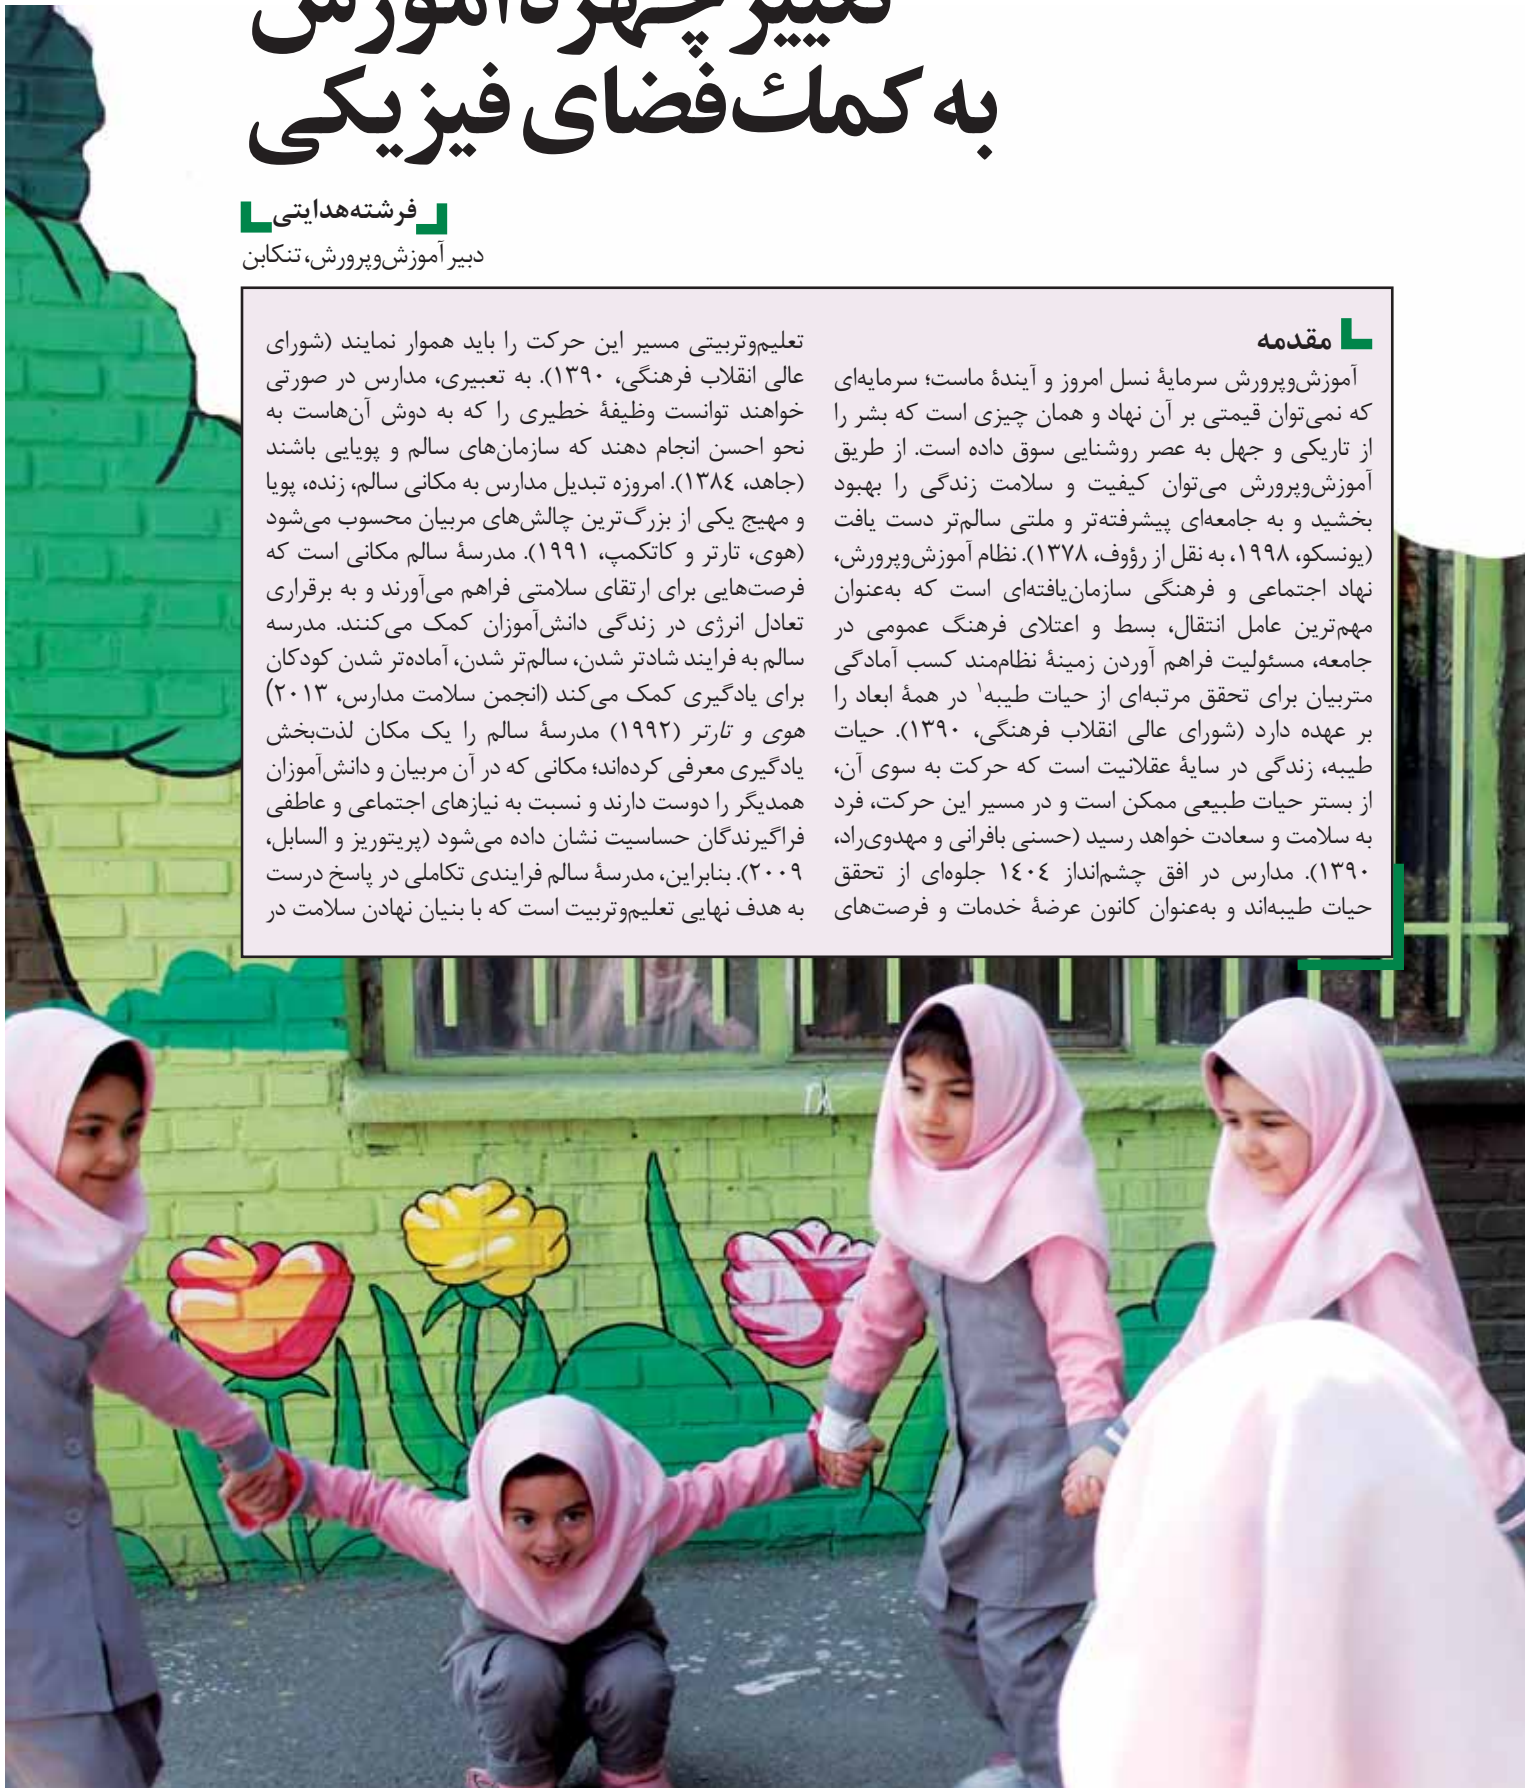 تغییر چهره آموزش
به کمک فضای فیزیکی
فرشته هدایتی
دبیر آموزش‌وپرورش، تنکابن
مقدمه
آموزش‌وپرورش سرمایهٔ نسل امروز و آیندهٔ ماست؛ سرمایه‌ای
که نمی‌توان قیمتی بر آن نهاد و همان چیزی است که بشر را
از تاریکی و جهل به عصر روشنایی سوق داده است. از طریق
آموزش‌وپرورش می‌توان کیفیت و سلامت زندگی را بهبود
بخشید و به جامعه‌ای پیشرفته‌تر و ملتی سالم‌تر دست یافت
(یونسکو، ۱۹۹۸، به نقل از رؤوف، ۱۳۷۸). نظام آموزش‌وپرورش،
نهاد اجتماعی و فرهنگی سازمان‌یافته‌ای است که به‌عنوان
مهم‌ترین عامل انتقال، بسط و اعتلای فرهنگ عمومی در
جامعه، مسئولیت فراهم آوردن زمینهٔ نظام‌مند کسب آمادگی
متربیان برای تحقق مرتبه‌ای از حیات طیبه۱ در همهٔ ابعاد را
بر عهده دارد (شورای عالی انقلاب فرهنگی، ۱۳۹۰). حیات
طیبه، زندگی در سایهٔ عقلانیت است که حرکت به سوی آن،
از بستر حیات طبیعی ممکن است و در مسیر این حرکت، فرد
به سلامت و سعادت خواهد رسید (حسنی بافرانی و مهدوی‌راد،
۱۳۹۰). مدارس در افق چشم‌انداز ۱٤۰٤ جلوه‌ای از تحقق
حیات طیبه‌اند و به‌عنوان کانون عرضهٔ خدمات و فرصت‌های
تعلیم‌وتربیتی مسیر این حرکت را باید هموار نمایند (شورای
عالی انقلاب فرهنگی، ۱۳۹۰). به تعبیری، مدارس در صورتی
خواهند توانست وظیفهٔ خطیری را که به دوش آن‌هاست به
نحو احسن انجام دهند که سازمان‌های سالم و پویایی باشند
(جاهد، ۱۳۸٤). امروزه تبدیل مدارس به مکانی سالم، زنده، پویا
و مهیج یکی از بزرگ‌ترین چالش‌های مربیان محسوب می‌شود
(هوی، تارتر و کاتکمپ، ۱۹۹۱). مدرسهٔ سالم مکانی است که
فرصت‌هایی برای ارتقای سلامتی فراهم می‌آورند و به برقراری
تعادل انرژی در زندگی دانش‌آموزان کمک می‌کنند. مدرسه
سالم به فرایند شادتر شدن، سالم‌تر شدن، آماده‌تر شدن کودکان
برای یادگیری کمک می‌کند (انجمن سلامت مدارس، ۲۰۱۳)
هوی و تارتر (۱۹۹۲) مدرسهٔ سالم را یک مکان لذت‌بخش
یادگیری معرفی کرده‌اند؛ مکانی که در آن مربیان و دانش‌آموزان
همدیگر را دوست دارند و نسبت به نیازهای اجتماعی و عاطفی
فراگیرندگان حساسیت نشان داده می‌شود (پریتوریز و السابل،
۲۰۰۹). بنابراین، مدرسهٔ سالم فرایندی تکاملی در پاسخ درست
به هدف نهایی تعلیم‌وتربیت است که با بنیان نهادن سلامت در